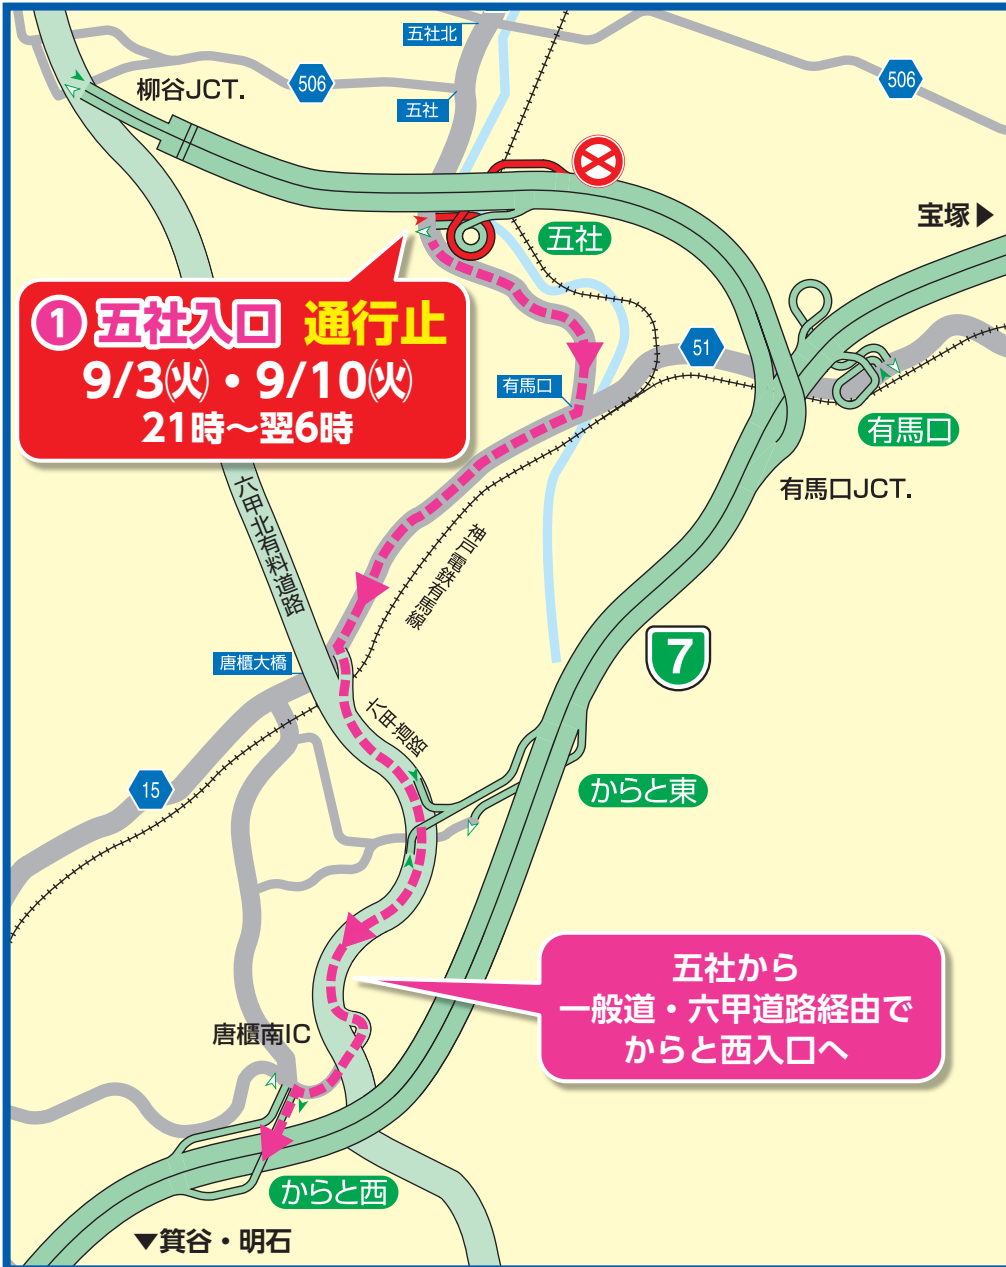 五社北
柳谷JCT.
506
506
五社
宝塚▶
五社
① 五社入口 通行止
9/3㈫・9/10㈫
21時～翌6時
51
有馬口
有馬口
有馬口JCT.
六甲北有料道路
神戸電鉄有馬線
7
唐櫃大橋
六甲道路
15
からと東
五社から
一般道・六甲道路経由で
からと西入口へ
唐櫃南IC
からと西
▼箕谷・明石